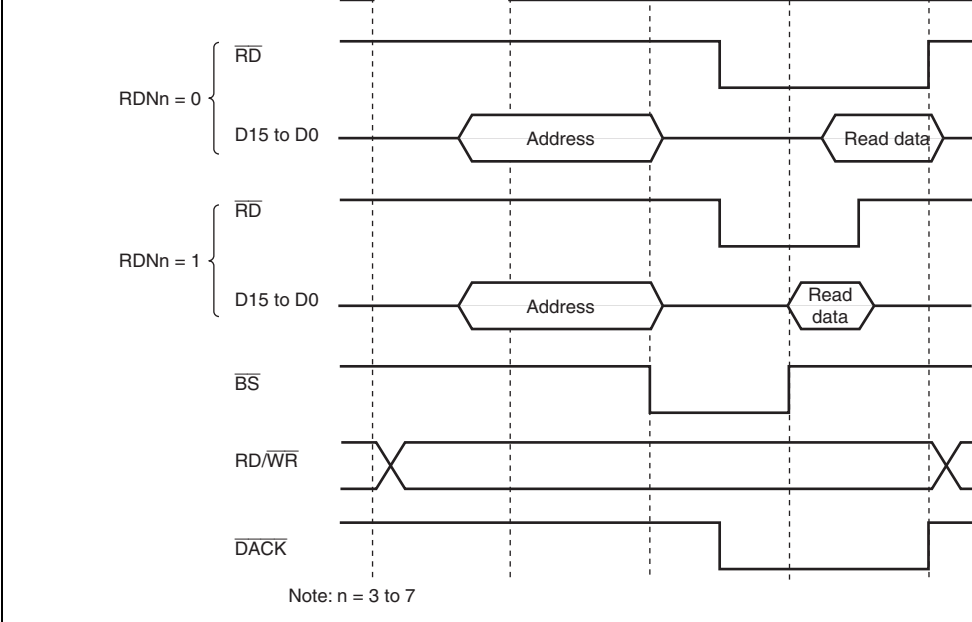 RD
RDNn = 0
D15 to D0
Address
Read data
RD
RDNn = 1
D15 to D0
Address
Read
data
BS
RD/WR
DACK
Note: n = 3 to 7